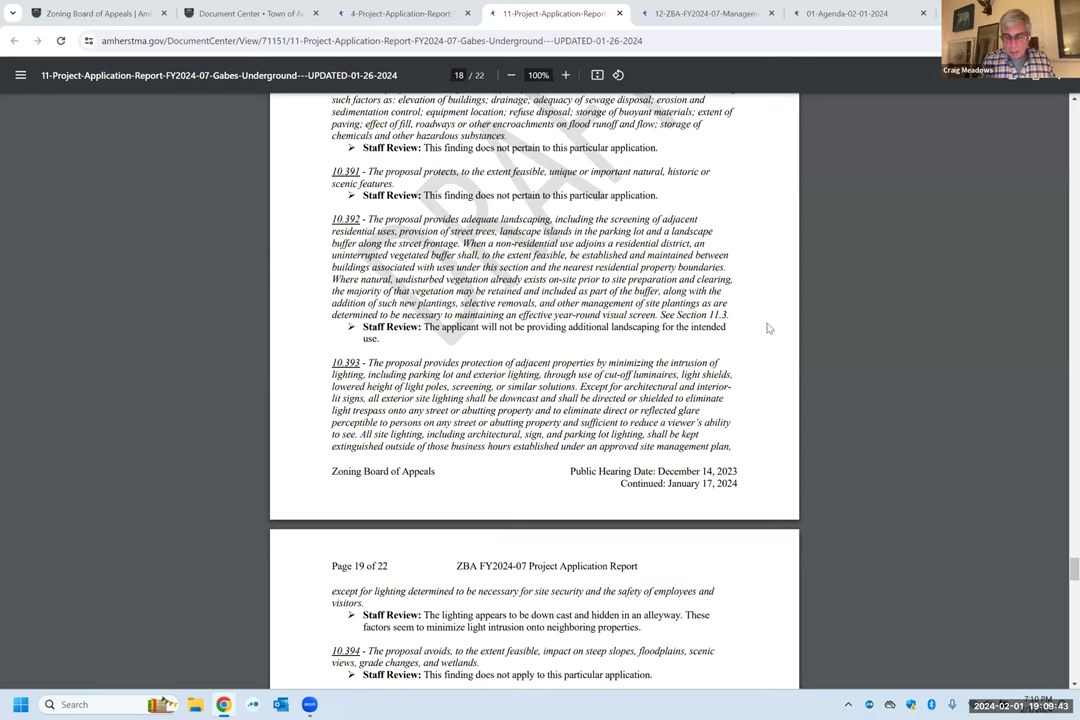 Zoning Board of Appeals | Am
Document Center • Town of A
4-Project-Application-Report-
11-Project-Application-Report-
12-ZBA-FY2024-07-Managem
01-Agenda-02-01-2024
amherstma.gov/DocumentCenter/View/71151/11-Project-Application-Report-FY2024-07-Gabes-Underground---UPDATED-01-26-2024
Craig Meadows
11-Project-Application-Report-FY2024-07-Gabes-Underground---UPDATED-01-26-2024
18 / 22
100%
such factors as: elevation of buildings; drainage; adequacy of sewage disposal; erosion and
sedimentation control; equipment location; refuse disposal; storage of buoyant materials; extent of
paving; effect of fill, roadways or other encroachments on flood runoff and flow; storage of
chemicals and other hazardous substances.
➢ Staff Review: This finding does not pertain to this particular application.
10.391 - The proposal protects, to the extent feasible, unique or important natural, historic or
scenic features.
➢ Staff Review: This finding does not pertain to this particular application.
10.392 - The proposal provides adequate landscaping, including the screening of adjacent
residential uses, provision of street trees, landscape islands in the parking lot and a landscape
buffer along the street frontage. When a non-residential use adjoins a residential district, an
uninterrupted vegetated buffer shall, to the extent feasible, be established and maintained between
buildings associated with uses under this section and the nearest residential property boundaries.
Where natural, undisturbed vegetation already exists on-site prior to site preparation and clearing,
the majority of that vegetation may be retained and included as part of the buffer, along with the
addition of such new plantings, selective removals, and other management of site plantings as are
determined to be necessary to maintaining an effective year-round visual screen. See Section 11.3.
➢ Staff Review: The applicant will not be providing additional landscaping for the intended
use.
10.393 - The proposal provides protection of adjacent properties by minimizing the intrusion of
lighting, including parking lot and exterior lighting, through use of cut-off luminaires, light shields,
lowered height of light poles, screening, or similar solutions. Except for architectural and interior-
lit signs, all exterior site lighting shall be downcast and shall be directed or shielded to eliminate
light trespass onto any street or abutting property and to eliminate direct or reflected glare
perceptible to persons on any street or abutting property and sufficient to reduce a viewer's ability
to see. All site lighting, including architectural, sign, and parking lot lighting, shall be kept
extinguished outside of those business hours established under an approved site management plan,
Zoning Board of Appeals
Public Hearing Date: December 14, 2023
Continued: January 17, 2024
DRAF
Page 19 of 22
ZBA FY2024-07 Project Application Report
except for lighting determined to be necessary for site security and the safety of employees and
visitors.
➢ Staff Review: The lighting appears to be down cast and hidden in an alleyway. These
factors seem to minimize light intrusion onto neighboring properties.
10.394 - The proposal avoids, to the extent feasible, impact on steep slopes, floodplains, scenic
views, grade changes, and wetlands.
➢ Staff Review: This finding does not apply to this particular application.
Search
7:10 PM
2024-02-01 19:09:43